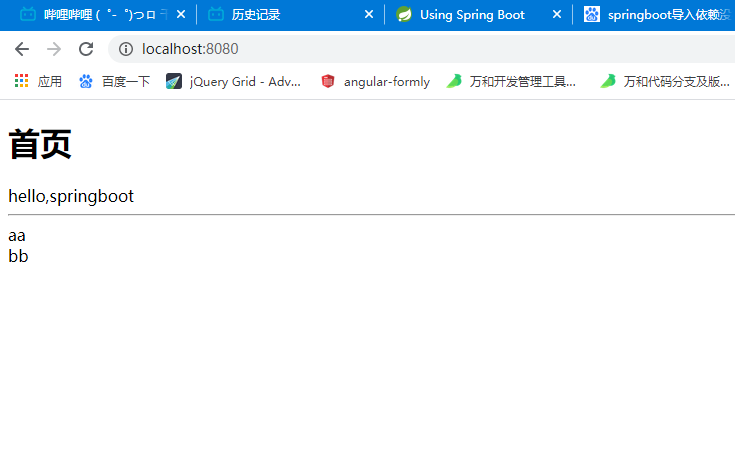 哔哩哔哩 ( ゜- ゜)つロ 干
历史记录
Using Spring Boot
springboot导入依赖没
localhost:8080
应用
百度一下
jQuery Grid - Adv...
angular-formly
万和开发管理工具...
万和代码分支及版...
首页
hello,springboot
aa
bb